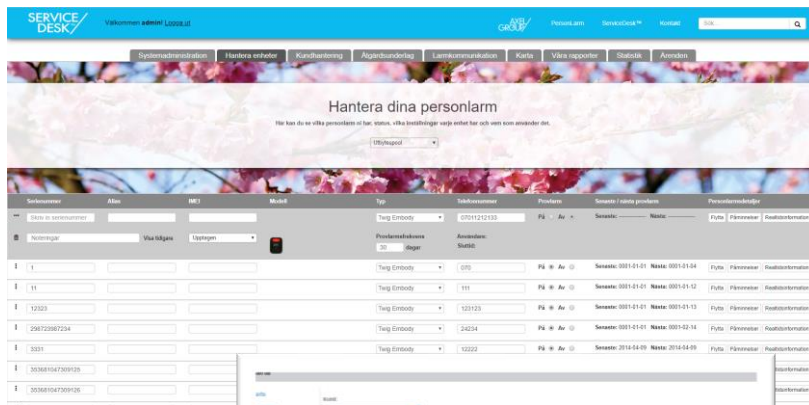 SERVICE DESK
Välkommen admin! Logga ut
AXEL GROUP
PersonLarm
ServiceDesk™
Kontakt
Sök...
Systemadministration
Hantera enheter
Kundhantering
Åtgärdsunderlag
Larmkommunikation
Karta
Våra rapporter
Statistik
Ärenden
Hantera dina personlarm
Här kan du se vilka personlarm ni har, status, vilka inställningar varje enhet har och vem som använder det.
Utbytespool
Serienummer Alias IMEI Modell Typ Telefonnummer Provlarm Senaste / nästa provlarm Personlarmdetaljer
Skriv in serienummer Twig Embody 07011212133 På Av Senaste: Nästa: Flytta Påminnelser Realtidsinformation
Noteringar Visa tidigare Upptagen Provlarmsfrekvens 30 dagar Användare: Sluttid:
1 Twig Embody 070 På Av Senaste: 0001-01-01 Nästa: 0001-01-04 Flytta Påminnelser Realtidsinformation
11 Twig Embody 111 På Av Senaste: 0001-01-01 Nästa: 0001-01-12 Flytta Påminnelser Realtidsinformation
12323 Twig Embody 123123 På Av Senaste: 0001-01-01 Nästa: 0001-01-13 Flytta Påminnelser Realtidsinformation
298723987234 Twig Embody 24234 På Av Senaste: 0001-01-01 Nästa: 0001-02-14 Flytta Påminnelser Realtidsinformation
3331 Twig Embody 12222 På Av Senaste: 2014-04-09 Nästa: 2014-04-09 Flytta Påminnelser Realtidsinformation
353681047309125
353681047309126